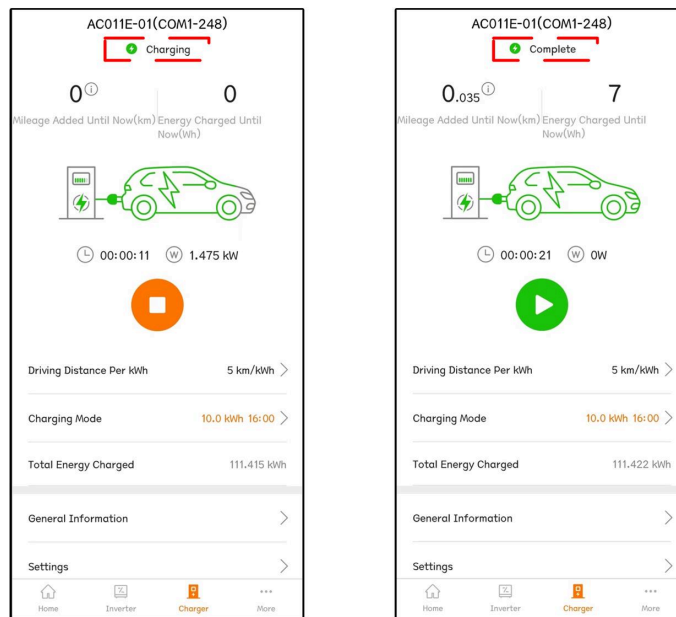 AC011E-01(COM1-248)
Charging
0
0
Mileage Added Until Now(km)
Energy Charged Until
Now(Wh)
00:00:11
W
1.475 kW
Driving Distance Per kWh
5 km/kWh
Charging Mode
10.0 kWh 16:00
Total Energy Charged
111.415 kWh
General Information
Settings
Home
Inverter
Charger
More
AC011E-01(COM1-248)
Complete
0.035
7
Mileage Added Until Now(km)
Energy Charged Until
Now(Wh)
00:00:21
W
0W
Driving Distance Per kWh
5 km/kWh
Charging Mode
10.0 kWh 16:00
Total Energy Charged
111.422 kWh
General Information
Settings
Home
Inverter
Charger
More